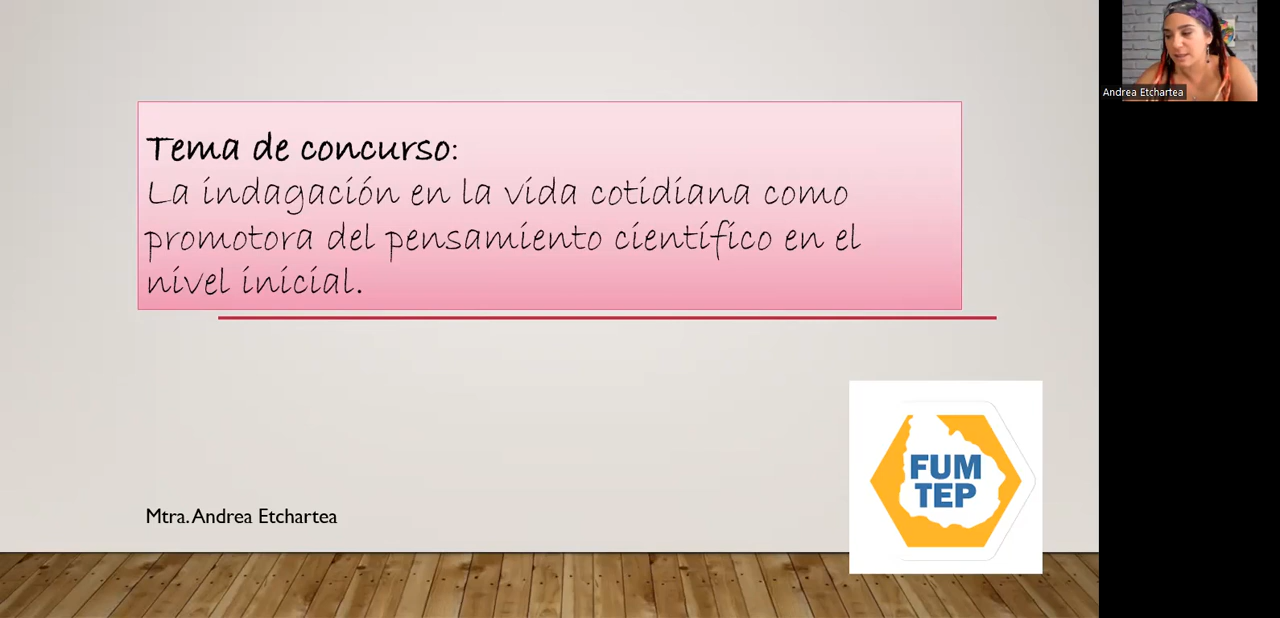 Tema de concurso:
La indagación en la vida cotidiana como
promotora del pensamiento científico en el
nivel inicial.
Mtra. Andrea Etchartea
FUM
TEP
Andrea Etchartea